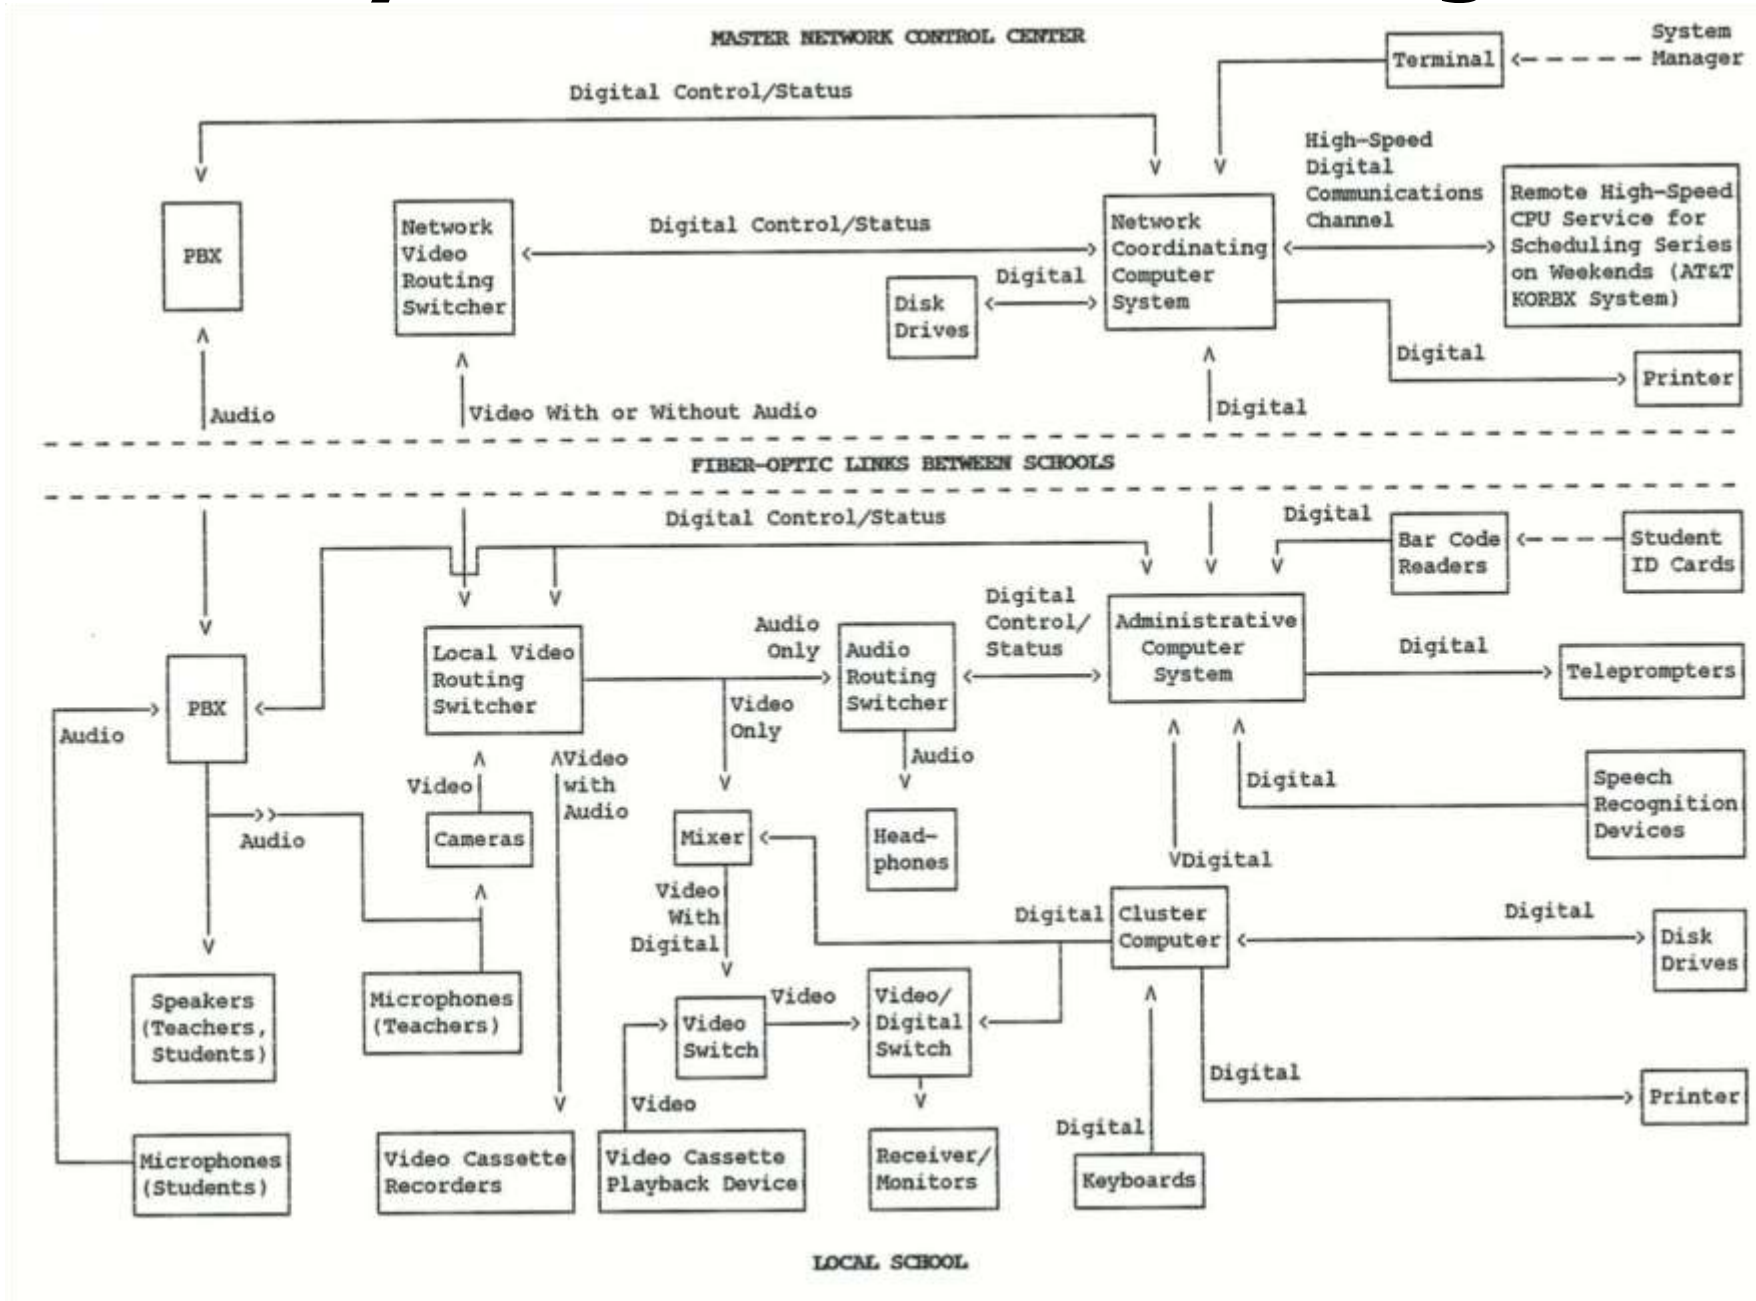 MASTER NETWORK CONTROL CENTER
System
Manager
Terminal
Digital Control/Status
High-Speed
Digital
Communications
Channel
PBX
Network
Video
Routing
Switcher
Digital Control/Status
Digital
Disk
Drives
Network
Coordinating
Computer
System
Remote High-Speed
CPU Service for
Scheduling Series
on Weekends (AT&T
KORBX System)
Digital
Printer
Audio
Video With or Without Audio
Digital
FIBER-OPTIC LINKS BETWEEN SCHOOLS
Digital Control/Status
Digital
Bar Code
Readers
Student
ID Cards
Audio
PBX
Local Video
Routing
Switcher
Audio
Only
Video
Only
Audio
Routing
Switcher
Digital
Control/
Status
Administrative
Computer
System
Digital
Teleprompters
Video
Video
with
Audio
Audio
Digital
Speech
Recognition
Devices
Audio
Cameras
Mixer
Head-
phones
Digital
Video
With
Digital
Digital
Cluster
Computer
Digital
Disk
Drives
Speakers
(Teachers,
Students)
Microphones
(Teachers)
Video
Switch
Video
Video/
Digital
Switch
Digital
Printer
Video
Digital
Microphones
(Students)
Video Cassette
Recorders
Video Cassette
Playback Device
Receiver/
Monitors
Keyboards
LOCAL SCHOOL